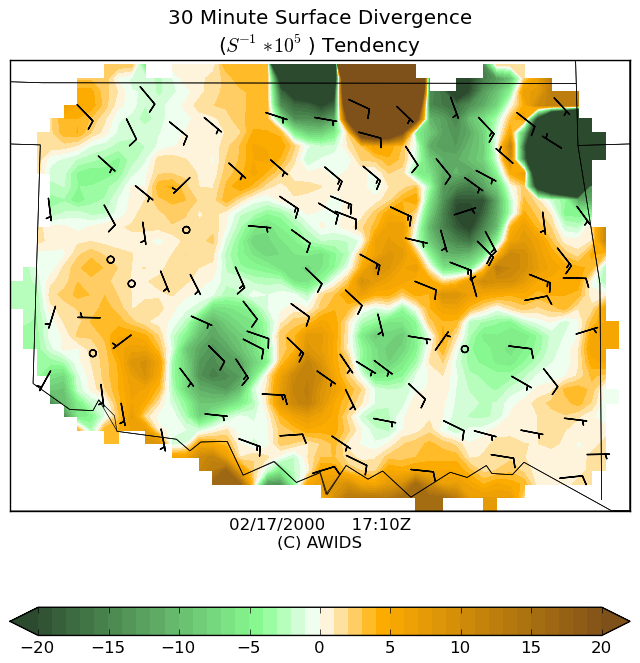 30 Minute Surface Divergence
(S⁻¹ *10⁵ ) Tendency
02/17/2000 17:10Z
(C) AWIDS
−20 −15 −10 −5 0 5 10 15 20